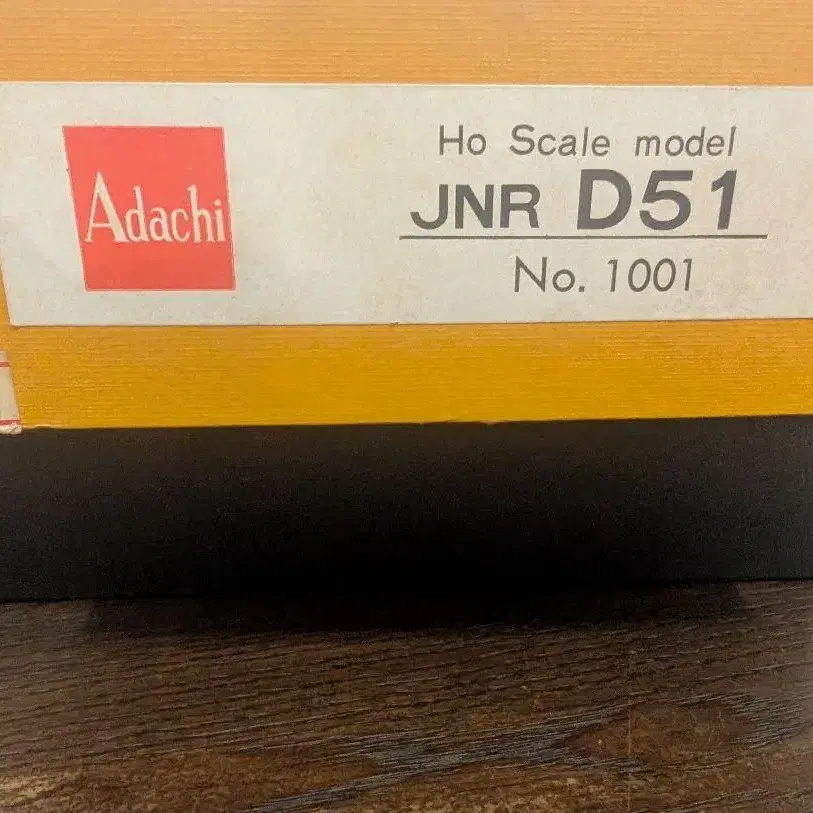 Adachi
Ho Scale model
JNR D51
No. 1001